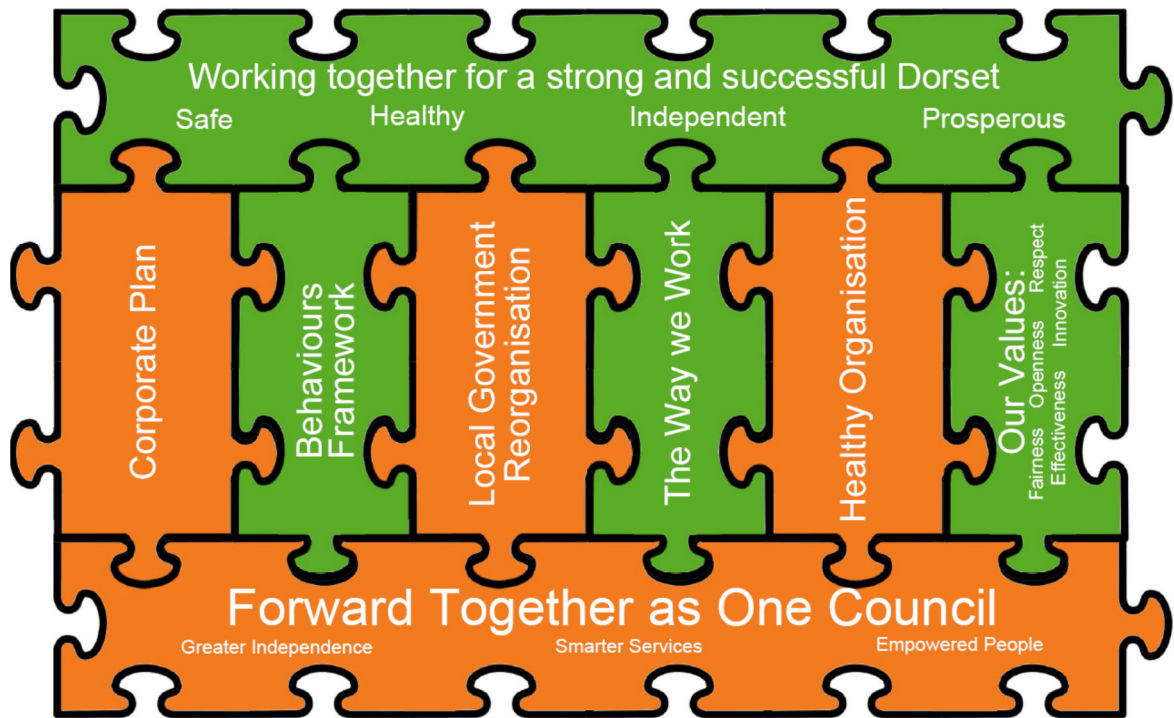 Working together for a strong and successful Dorset
Safe Healthy Independent Prosperous
Corporate Plan
Behaviours
Framework
Local Government
Reorganisation
The Way we Work
Healthy Organisation
Our Values:
Fairness Openness Respect
Effectiveness Innovation
Forward Together as One Council
Greater Independence Smarter Services Empowered People